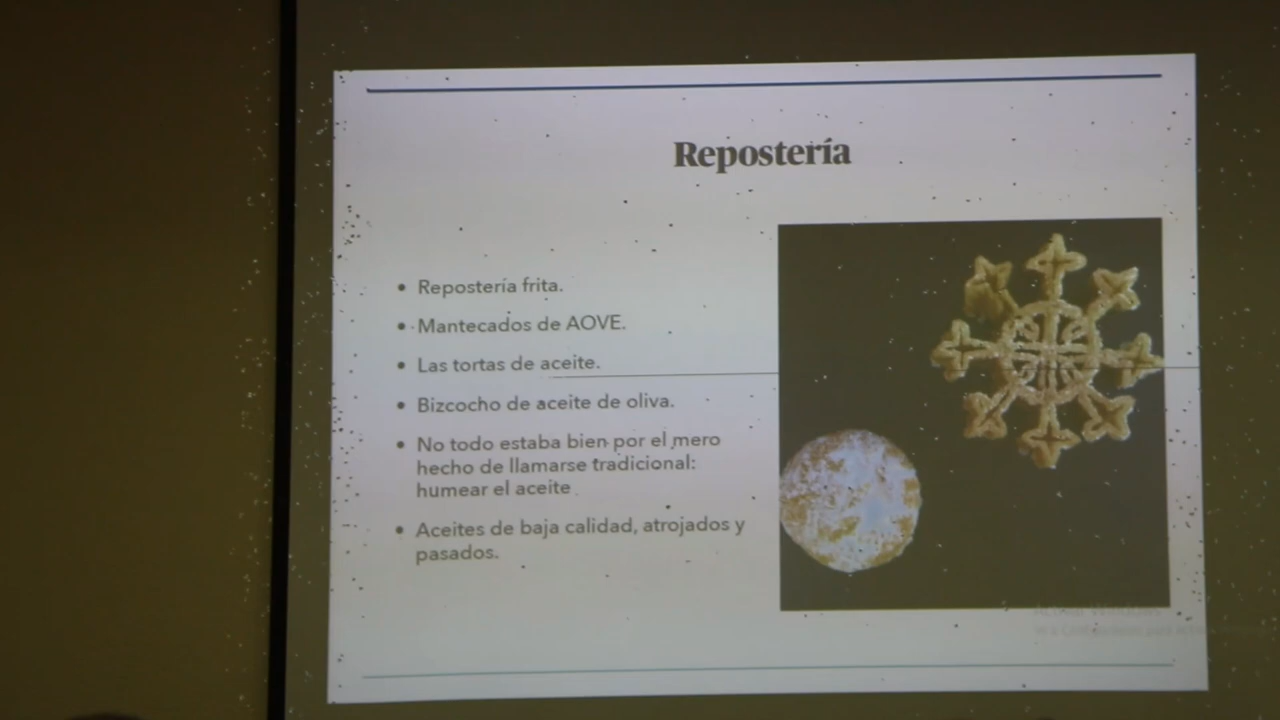 Repostería
• Repostería frita.
• Mantecados de AOVE.
• Las tortas de aceite.
• Bizcocho de aceite de oliva.
• No todo estaba bien por el mero
hecho de llamarse tradicional:
humear el aceite
• Aceites de baja calidad, atrojados y
pasados.